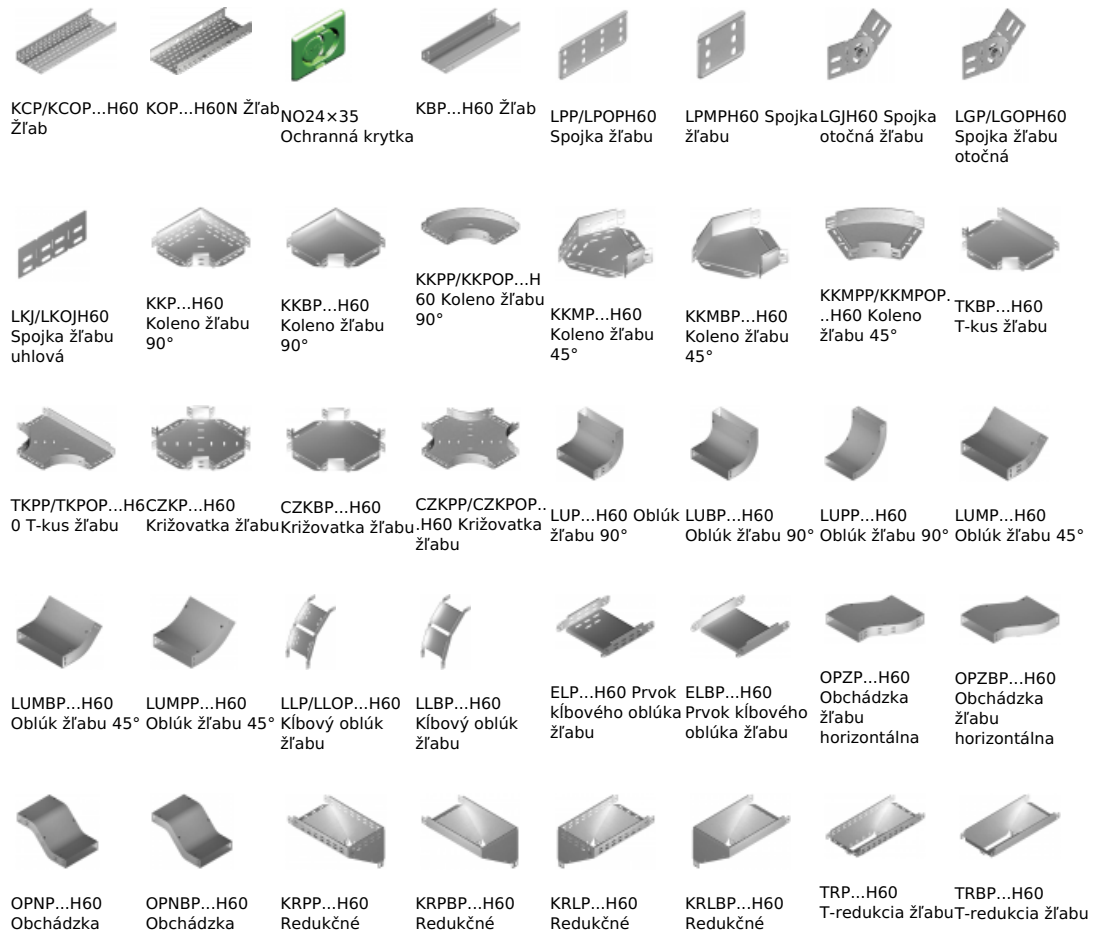 KCP/KCOP...H60
Žľab
KOP...H60N Žľab
NO24×35
Ochranná krytka
KBP...H60 Žľab
LPP/LPOPH60
Spojka žľabu
LPMPH60 Spojka
žľabu
LGJH60 Spojka
otočná žľabu
LGP/LGOPH60
Spojka žľabu
otočná
LKJ/LKOJH60
Spojka žľabu
uhlová
KKP...H60
Koleno žľabu
90°
KKBP...H60
Koleno žľabu
90°
KKPP/KKPOP...H
60 Koleno žľabu
90°
KKMP...H60
Koleno žľabu
45°
KKMBP...H60
Koleno žľabu
45°
KKMPP/KKMPOP.
..H60 Koleno
žľabu 45°
TKBP...H60
T-kus žľabu
TKPP/TKPOP...H6
0 T-kus žľabu
CZKP...H60
Križovatka žľabu
CZKBP...H60
Križovatka žľabu
CZKPP/CZKPOP..
.H60 Križovatka
žľabu
LUP...H60 Oblúk
žľabu 90°
LUBP...H60
Oblúk žľabu 90°
LUPP...H60
Oblúk žľabu 90°
LUMP...H60
Oblúk žľabu 45°
LUMBP...H60
Oblúk žľabu 45°
LUMPP...H60
Oblúk žľabu 45°
LLP/LLOP...H60
Kĺbový oblúk
žľabu
LLBP...H60
Kĺbový oblúk
žľabu
ELP...H60 Prvok
kĺbového oblúka
žľabu
ELBP...H60
Prvok kĺbového
oblúka žľabu
OPZP...H60
Obchádzka
žľabu
horizontálna
OPZBP...H60
Obchádzka
žľabu
horizontálna
OPNP...H60
Obchádzka
OPNBP...H60
Obchádzka
KRPP...H60
Redukčné
KRPBP...H60
Redukčné
KRLP...H60
Redukčné
KRLBP...H60
Redukčné
TRP...H60
T-redukcia žľabu
TRBP...H60
T-redukcia žľabu